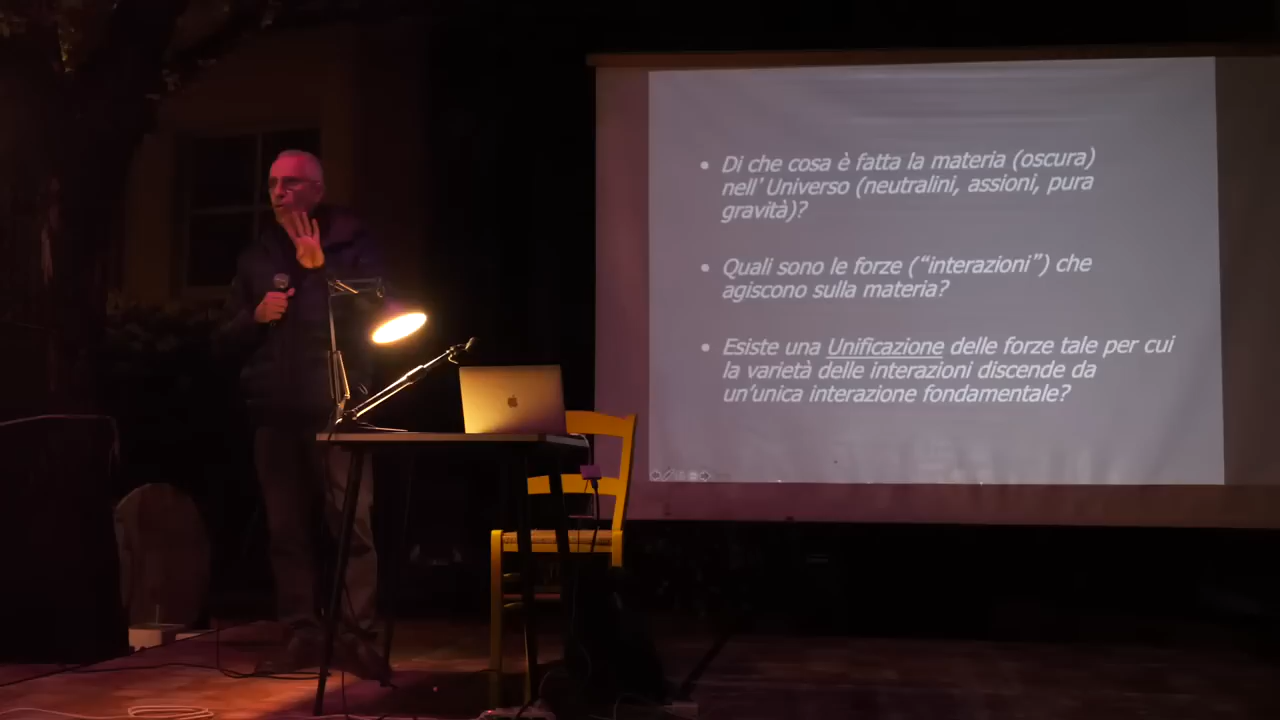 • Di che cosa è fatta la materia (oscura)
nell' Universo (neutralini, assioni, pura
gravità)?
• Quali sono le forze (“interazioni”) che
agiscono sulla materia?
• Esiste una Unificazione delle forze tale per cui
la varietà delle interazioni discende da
un'unica interazione fondamentale?